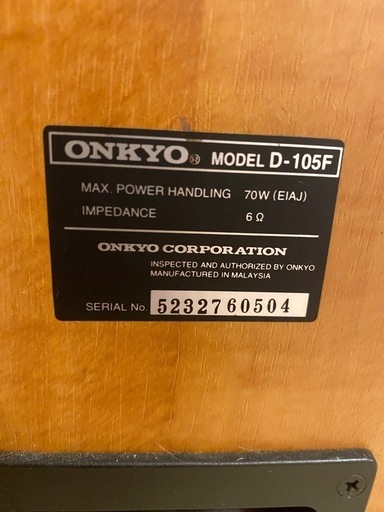 ONKYO® MODEL D-105F
MAX. POWER HANDLING 70W (EIAJ)
IMPEDANCE 6 Ω
ONKYO CORPORATION
INSPECTED AND AUTHORIZED BY ONKYO
MANUFACTURED IN MALAYSIA
SERIAL No. 5232760504